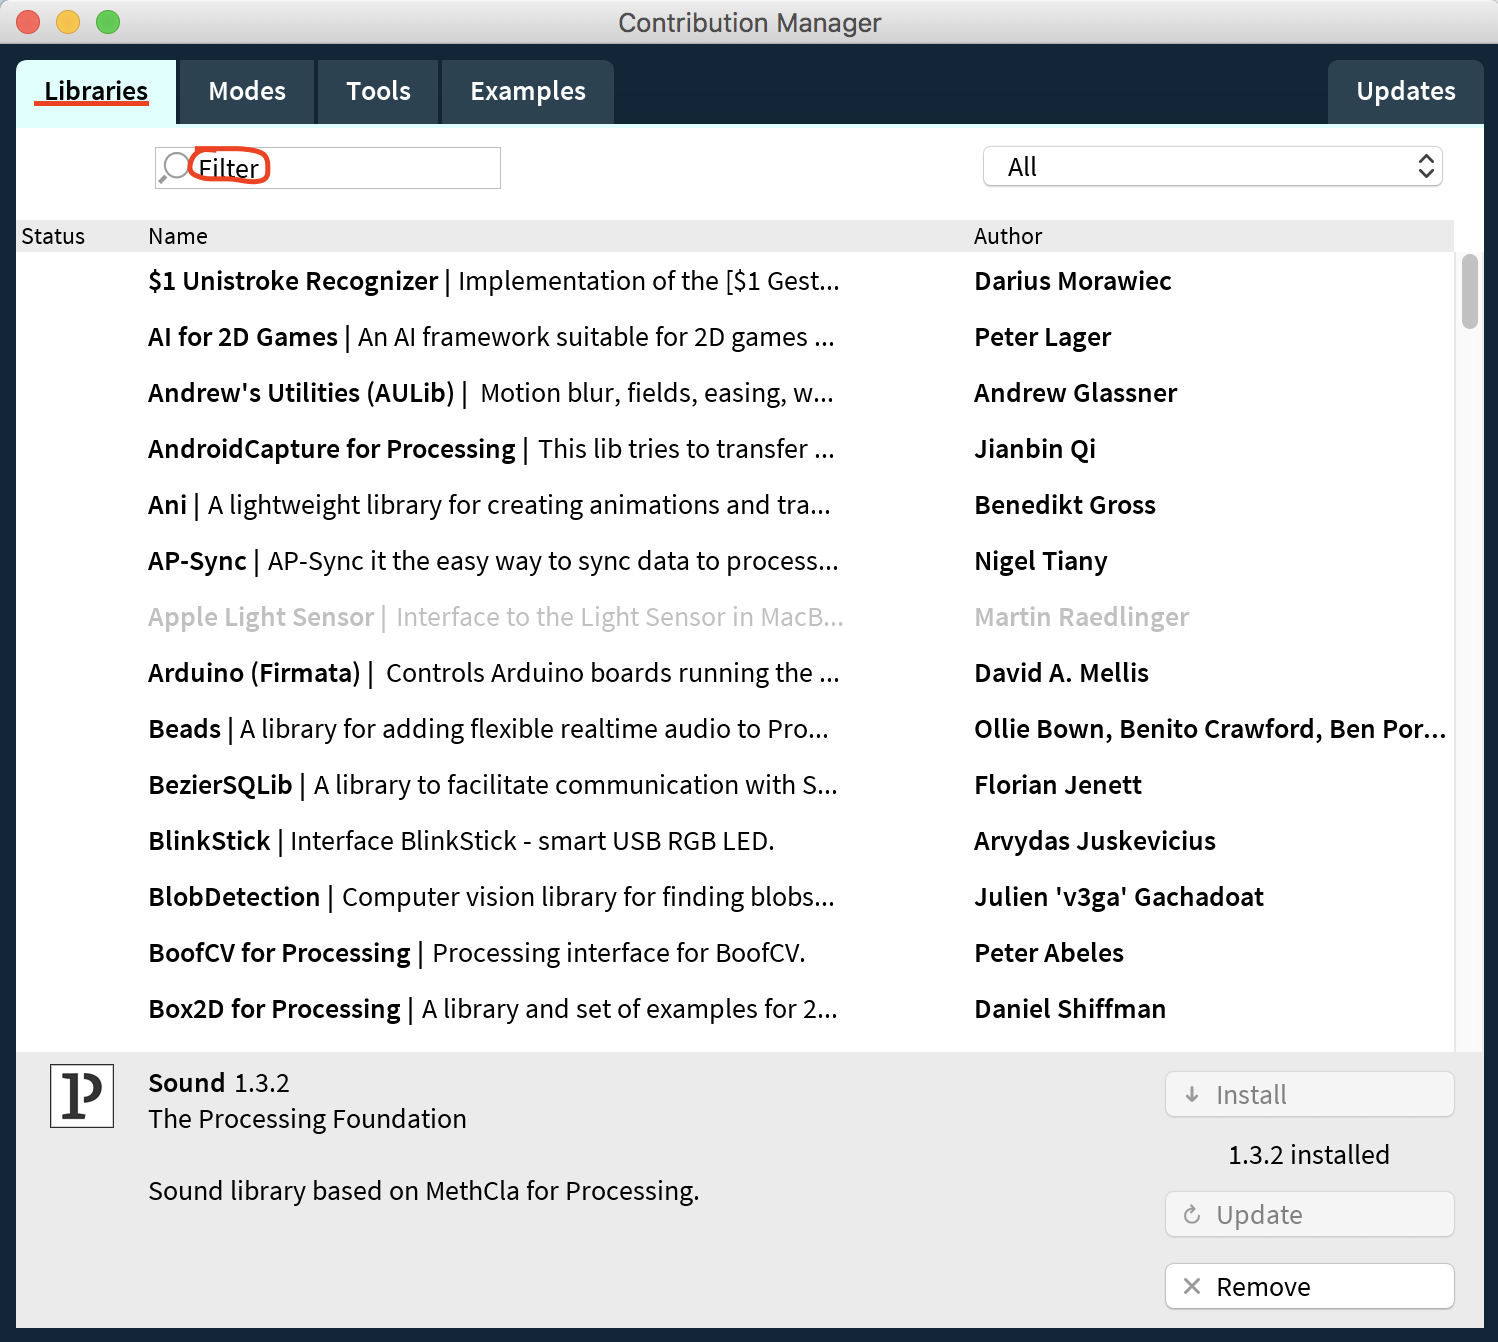 Contribution Manager
Libraries Modes Tools Examples Updates
Filter All
Status Name Author
$1 Unistroke Recognizer | Implementation of the [$1 Gest... Darius Morawiec
AI for 2D Games | An AI framework suitable for 2D games ... Peter Lager
Andrew's Utilities (AULib) | Motion blur, fields, easing, w... Andrew Glassner
AndroidCapture for Processing | This lib tries to transfer ... Jianbin Qi
Ani | A lightweight library for creating animations and tra... Benedikt Gross
AP-Sync | AP-Sync it the easy way to sync data to process... Nigel Tiany
Apple Light Sensor | Interface to the Light Sensor in MacB... Martin Raedlinger
Arduino (Firmata) | Controls Arduino boards running the ... David A. Mellis
Beads | A library for adding flexible realtime audio to Pro... Ollie Bown, Benito Crawford, Ben Por...
BezierSQLib | A library to facilitate communication with S... Florian Jenett
BlinkStick | Interface BlinkStick - smart USB RGB LED. Arvydas Juskevicius
BlobDetection | Computer vision library for finding blobs... Julien 'v3ga' Gachadoat
BoofCV for Processing | Processing interface for BoofCV. Peter Abeles
Box2D for Processing | A library and set of examples for 2... Daniel Shiffman
P Sound 1.3.2 Install
The Processing Foundation
1.3.2 installed
Sound library based on MethCla for Processing.
Update
Remove